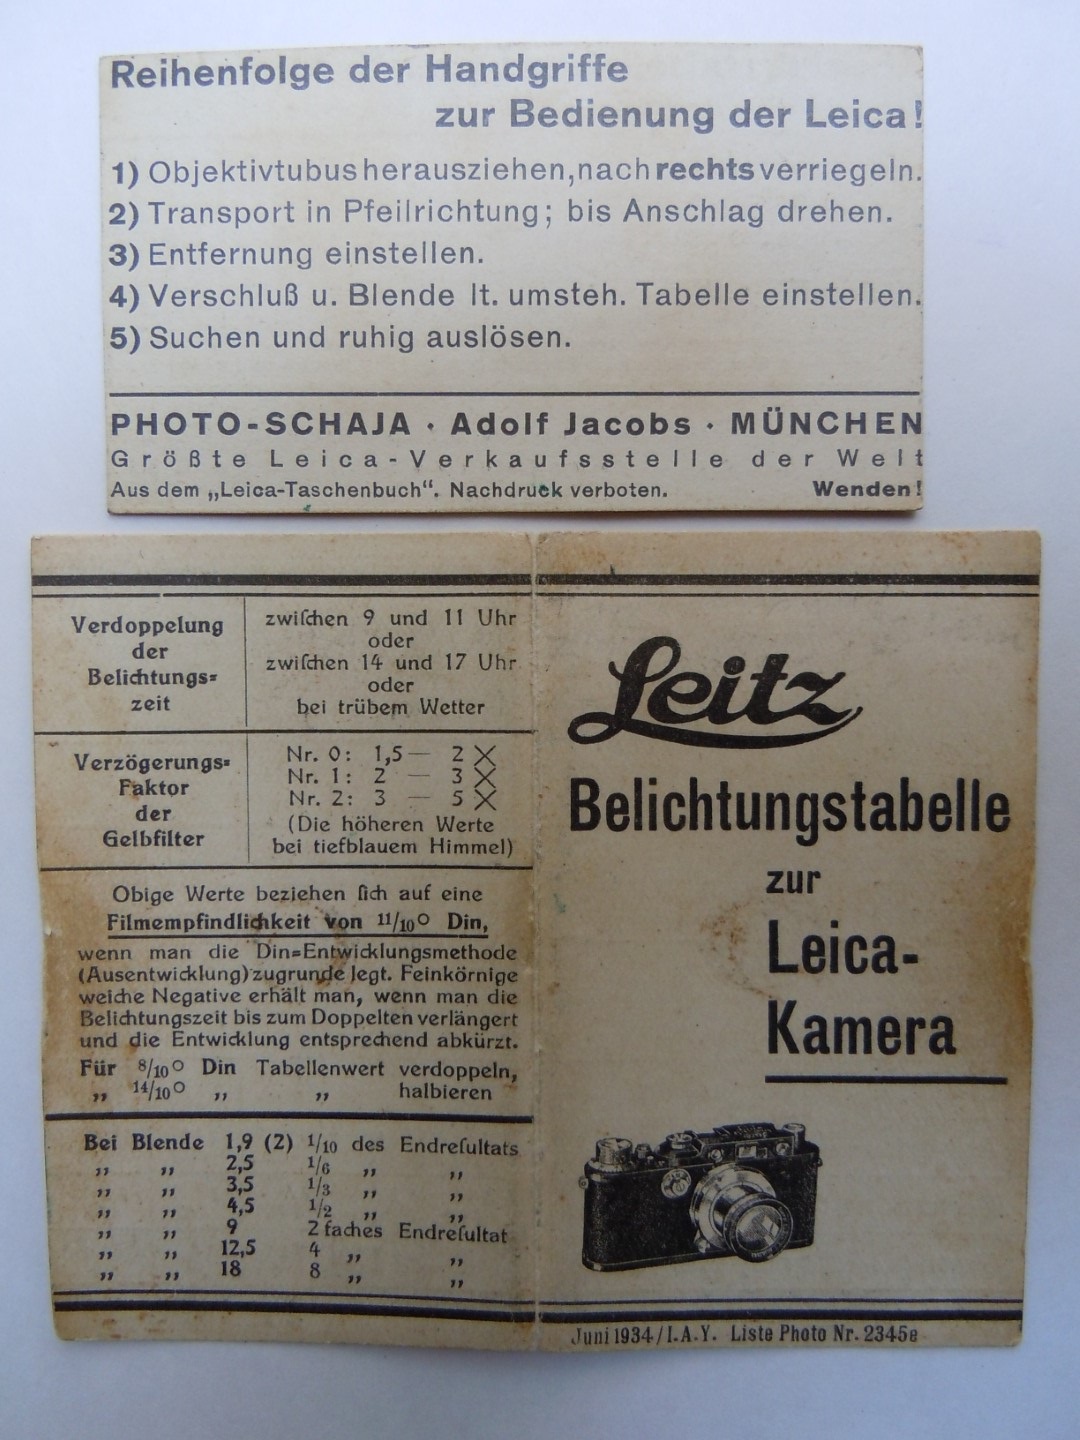 Reihenfolge der Handgriffe
zur Bedienung der Leica!
1) Objektivtubus herausziehen, nach rechts verriegeln.
2) Transport in Pfeilrichtung; bis Anschlag drehen.
3) Entfernung einstellen.
4) Verschluß u. Blende lt. umsteh. Tabelle einstellen.
5) Suchen und ruhig auslösen.
PHOTO-SCHAJA · Adolf Jacobs · MÜNCHEN
Größte Leica-Verkaufsstelle der Welt
Aus dem „Leica-Taschenbuch“. Nachdruck verboten. Wenden!
Verdoppelung
der
Belichtungs=
zeit
zwiſchen 9 und 11 Uhr
oder
zwiſchen 14 und 17 Uhr
oder
bei trübem Wetter
Verzögerungs=
Faktor
der
Gelbfilter
Nr. 0: 1,5 — 2 X
Nr. 1: 2 — 3 X
Nr. 2: 3 — 5 X
(Die höheren Werte
bei tiefblauem Himmel)
Obige Werte beziehen ſich auf eine
Filmempfindlichkeit von 11/10° Din,
wenn man die Din=Entwicklungsmethode
(Ausentwicklung) zugrunde legt. Feinkörnige
weiche Negative erhält man, wenn man die
Belichtungszeit bis zum Doppelten verlängert
und die Entwicklung entsprechend abkürzt.
Für 8/10° Din Tabellenwert verdoppeln,
„ 14/10° „ „ halbieren
Bei Blende 1,9 (2) 1/10 des Endreſultats
„ „ 2,5 1/6 „ „
„ „ 3,5 1/3 „ „
„ „ 4,5 1/2 „ „
„ „ 9 2 faches Endreſultat
„ „ 12,5 4 „ „
„ „ 18 8 „ „
Leitz
Belichtungstabelle
zur
Leica-
Kamera
Juni 1934/I.A.Y. Liste Photo Nr. 2345e